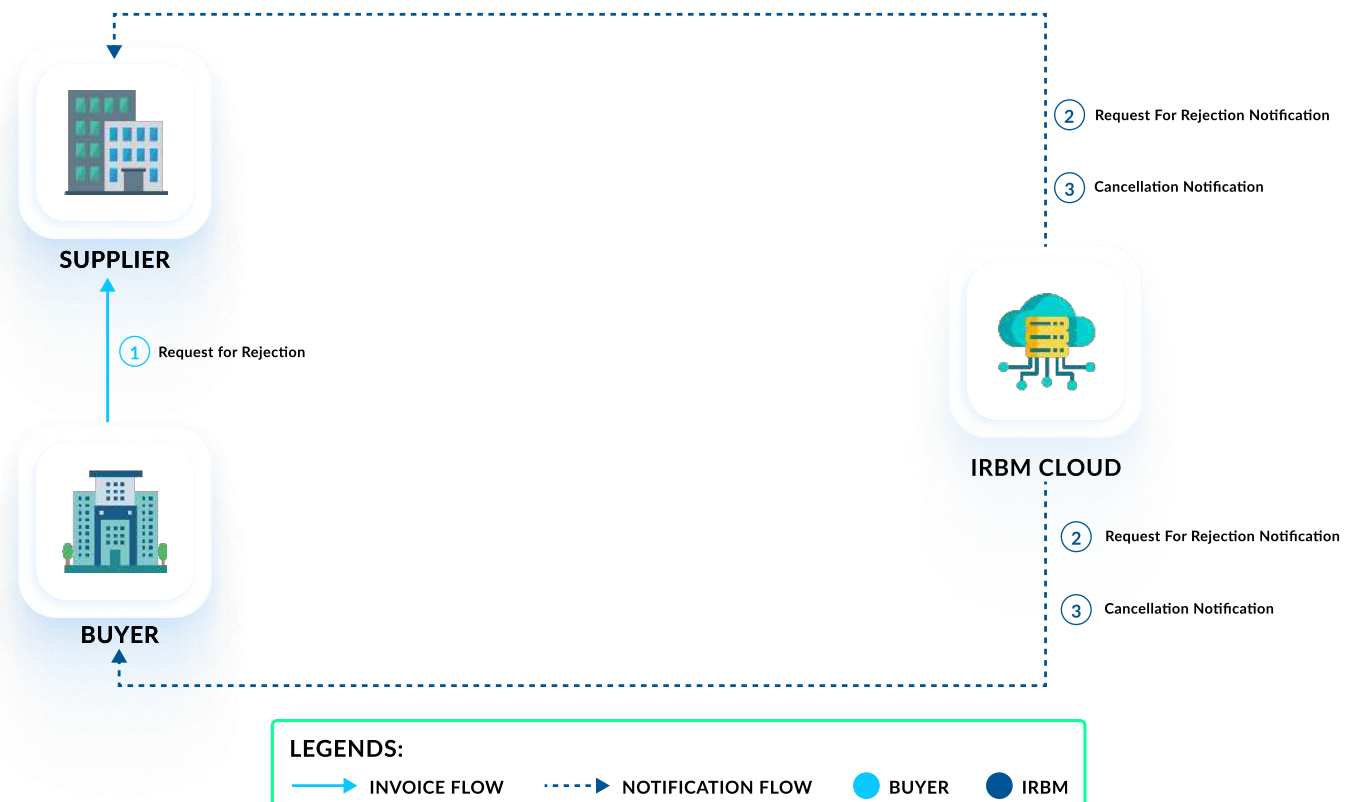 2 Request For Rejection Notification
3 Cancellation Notification
SUPPLIER
1 Request for Rejection
IRBM CLOUD
2 Request For Rejection Notification
3 Cancellation Notification
BUYER
LEGENDS:
INVOICE FLOW NOTIFICATION FLOW BUYER IRBM